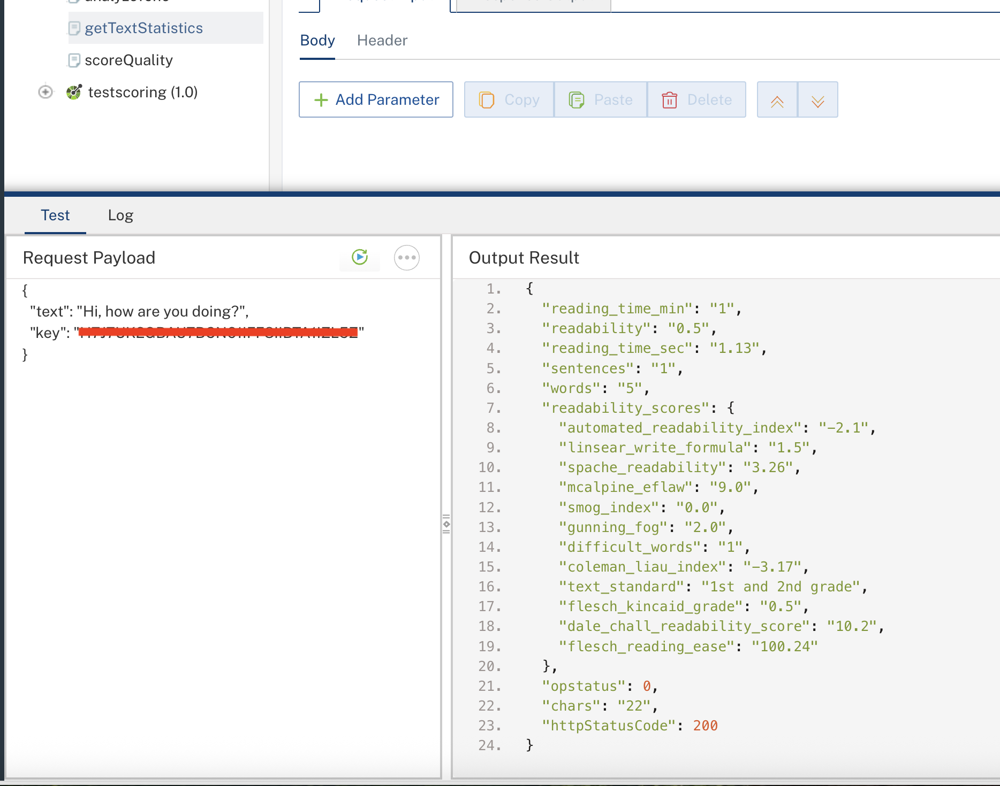 getTextStatistics
scoreQuality
testscoring (1.0)
Body Header
Add Parameter Copy Paste Delete
Test Log
Request Payload
{
"text": "Hi, how are you doing?",
"key": " "
}
Output Result
1. {
2. "reading_time_min": "1",
3. "readability": "0.5",
4. "reading_time_sec": "1.13",
5. "sentences": "1",
6. "words": "5",
7. "readability_scores": {
8. "automated_readability_index": "-2.1",
9. "linsear_write_formula": "1.5",
10. "spache_readability": "3.26",
11. "mcalpine_eflaw": "9.0",
12. "smog_index": "0.0",
13. "gunning_fog": "2.0",
14. "difficult_words": "1",
15. "coleman_liau_index": "-3.17",
16. "text_standard": "1st and 2nd grade",
17. "flesch_kincaid_grade": "0.5",
18. "dale_chall_readability_score": "10.2",
19. "flesch_reading_ease": "100.24"
20. },
21. "opstatus": 0,
22. "chars": "22",
23. "httpStatusCode": 200
24. }